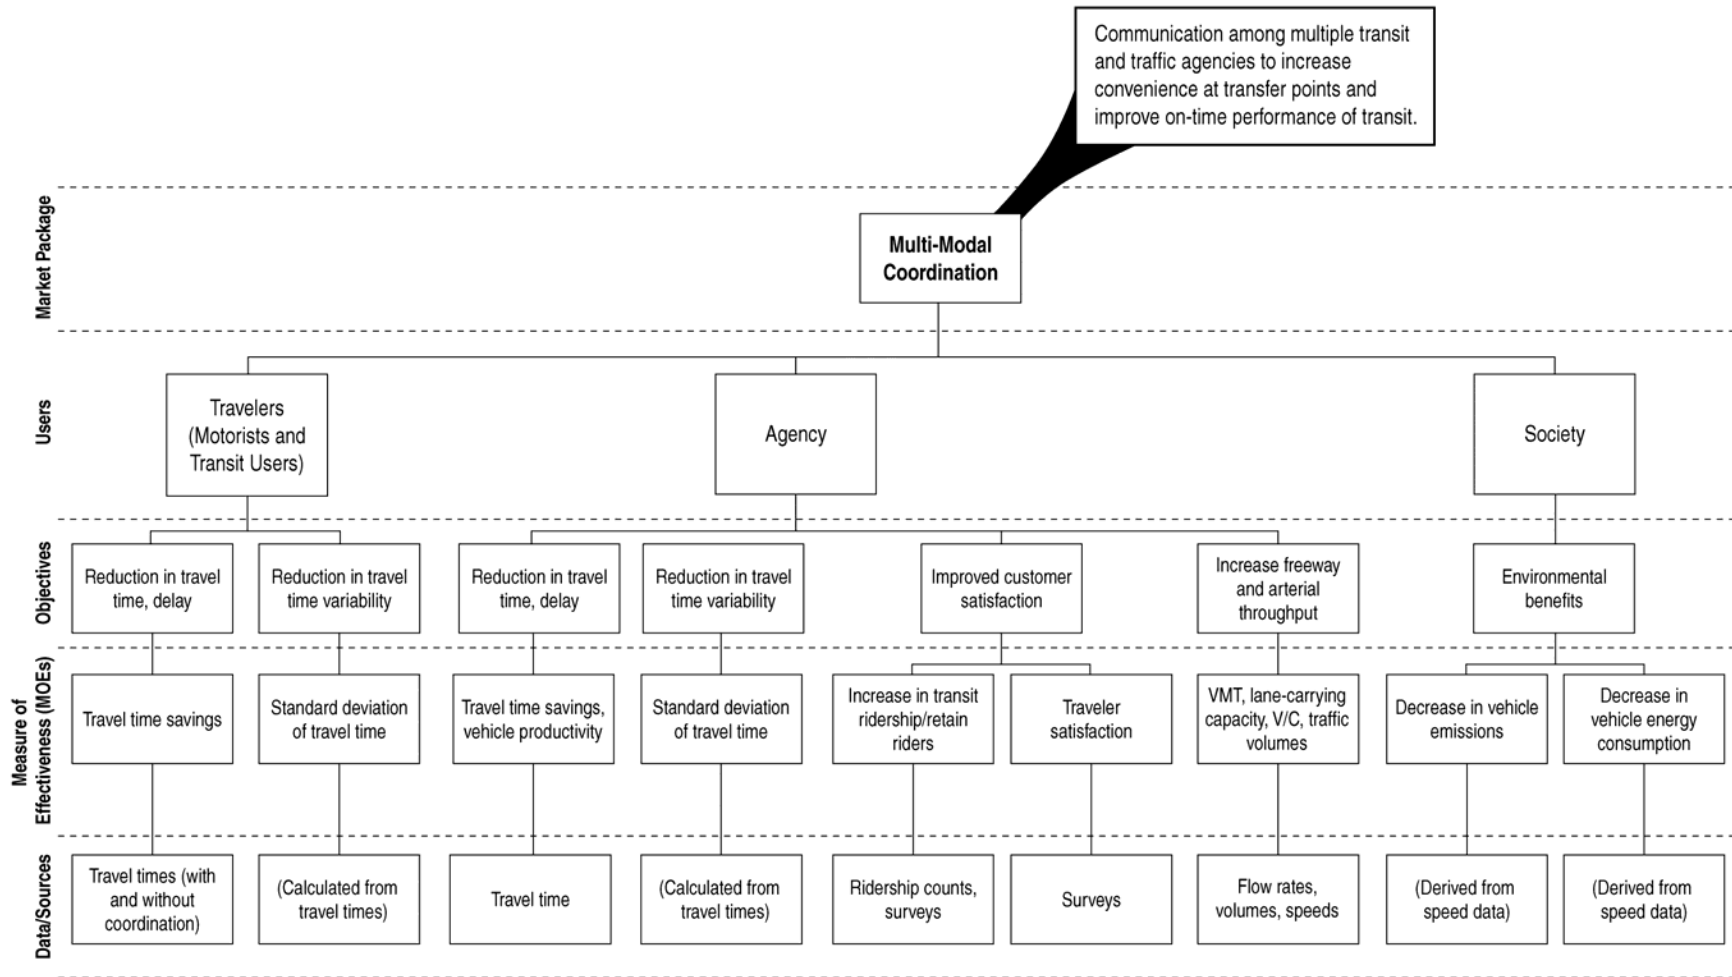 Communication among multiple transit
and traffic agencies to increase
convenience at transfer points and
improve on-time performance of transit.
Market Package
Multi-Modal
Coordination
Users
Travelers
(Motorists and
Transit Users)
Agency
Society
Objectives
Reduction in travel
time, delay
Reduction in travel
time variability
Reduction in travel
time, delay
Reduction in travel
time variability
Improved customer
satisfaction
Increase freeway
and arterial
throughput
Environmental
benefits
Measure of
Effectiveness (MOEs)
Travel time savings
Standard deviation
of travel time
Travel time savings,
vehicle productivity
Standard deviation
of travel time
Increase in transit
ridership/retain
riders
Traveler
satisfaction
VMT, lane-carrying
capacity, V/C, traffic
volumes
Decrease in vehicle
emissions
Decrease in
vehicle energy
consumption
Data/Sources
Travel times (with
and without
coordination)
(Calculated from
travel times)
Travel time
(Calculated from
travel times)
Ridership counts,
surveys
Surveys
Flow rates,
volumes, speeds
(Derived from
speed data)
(Derived from
speed data)